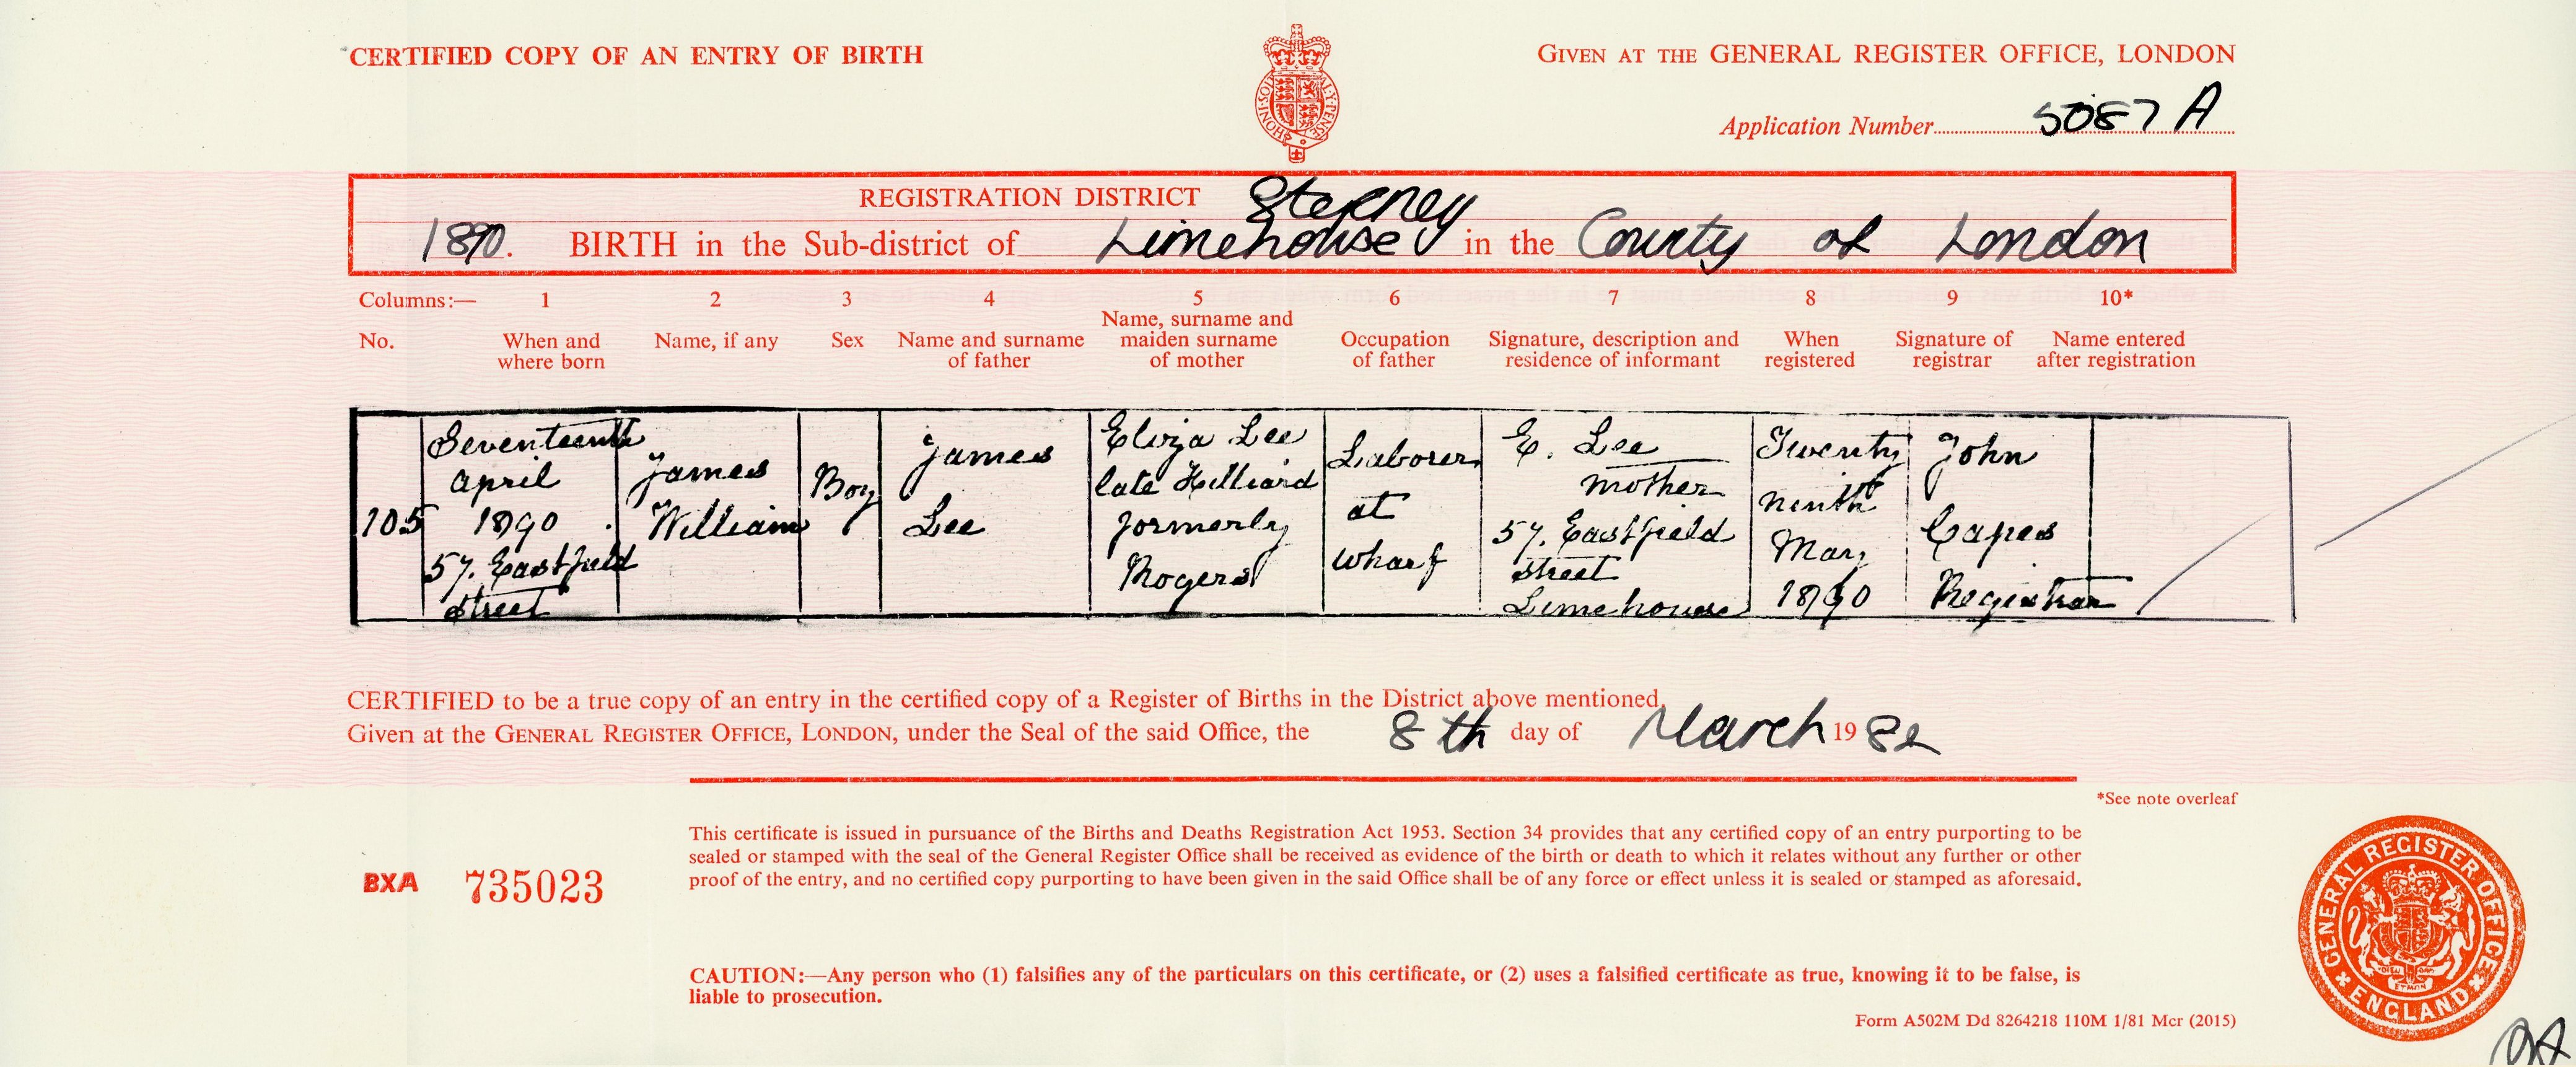 CERTIFIED COPY OF AN ENTRY OF BIRTH
GIVEN AT THE GENERAL REGISTER OFFICE, LONDON
HONI·SOIT·QUI·MAL·Y·PENSE
Application Number 5087 A
REGISTRATION DISTRICT Stepney
1890. BIRTH in the Sub-district of Limehouse in the County of London
Columns:— 1 2 3 4 5 6 7 8 9 10*
No.
When and
where born
Name, if any
Sex
Name and surname
of father
Name, surname and
maiden surname
of mother
Occupation
of father
Signature, description and
residence of informant
When
registered
Signature of
registrar
Name entered
after registration
105
Seventeenth
April
1890
57. Eastfield
Street
James
William
Boy
James
Lee
Eliza Lee
late Hilliard
formerly
Rogers
Laborer
at
Wharf
E. Lee
Mother
57. Eastfield
Street
Limehouse
Twenty
ninth
May
1890
John
Capes
Registrar
CERTIFIED to be a true copy of an entry in the certified copy of a Register of Births in the District above mentioned.
Given at the GENERAL REGISTER OFFICE, LONDON, under the Seal of the said Office, the 8th day of March 1982
*See note overleaf
This certificate is issued in pursuance of the Births and Deaths Registration Act 1953. Section 34 provides that any certified copy of an entry purporting to be
sealed or stamped with the seal of the General Register Office shall be received as evidence of the birth or death to which it relates without any further or other
proof of the entry, and no certified copy purporting to have been given in the said Office shall be of any force or effect unless it is sealed or stamped as aforesaid.
BXA 735023
CAUTION:—Any person who (1) falsifies any of the particulars on this certificate, or (2) uses a falsified certificate as true, knowing it to be false, is
liable to prosecution.
Form A502M Dd 8264218 110M 1/81 Mcr (2015)
GENERAL REGISTER OFFICE
ENGLAND